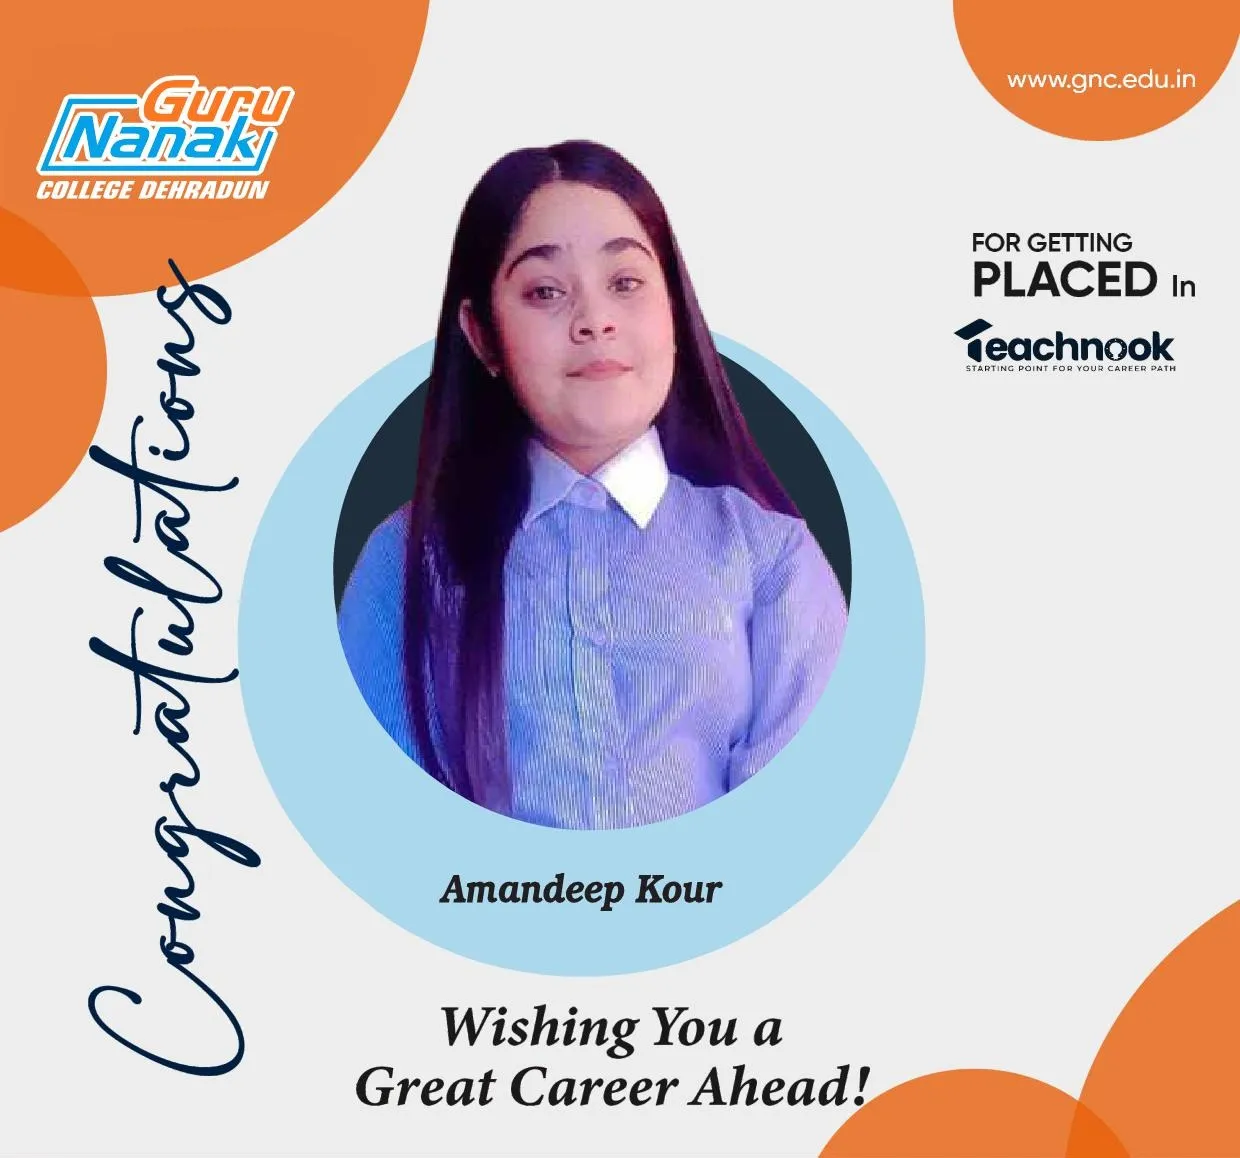 Guru
Nanak
COLLEGE DEHRADUN
www.gnc.edu.in
FOR GETTING
PLACED In
Teachnook
STARTING POINT FOR YOUR CAREER PATH
Congratulations
Amandeep Kour
Wishing You a
Great Career Ahead!